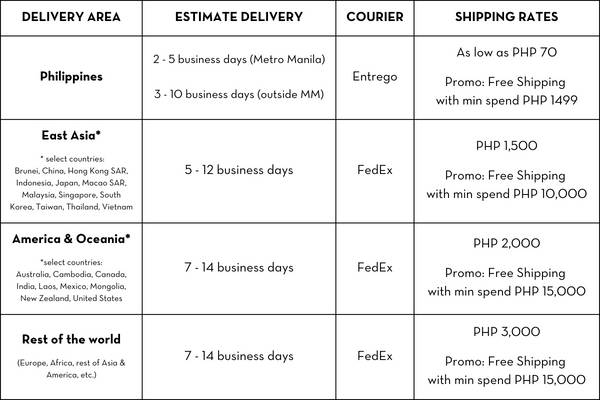 DELIVERY AREA
ESTIMATE DELIVERY
COURIER
SHIPPING RATES
Philippines
2 - 5 business days (Metro Manila)
3 - 10 business days (outside MM)
Entrego
As low as PHP 70
Promo: Free Shipping
with min spend PHP 1499
East Asia*
* select countries:
Brunei, China, Hong Kong SAR,
Indonesia, Japan, Macao SAR,
Malaysia, Singapore, South
Korea, Taiwan, Thailand, Vietnam
5 - 12 business days
FedEx
PHP 1,500
Promo: Free Shipping
with min spend PHP 10,000
America & Oceania*
*select countries:
Australia, Cambodia, Canada,
India, Laos, Mexico, Mongolia,
New Zealand, United States
7 - 14 business days
FedEx
PHP 2,000
Promo: Free Shipping
with min spend PHP 15,000
Rest of the world
(Europe, Africa, rest of Asia &
America, etc.)
7 - 14 business days
FedEx
PHP 3,000
Promo: Free Shipping
with min spend PHP 15,000